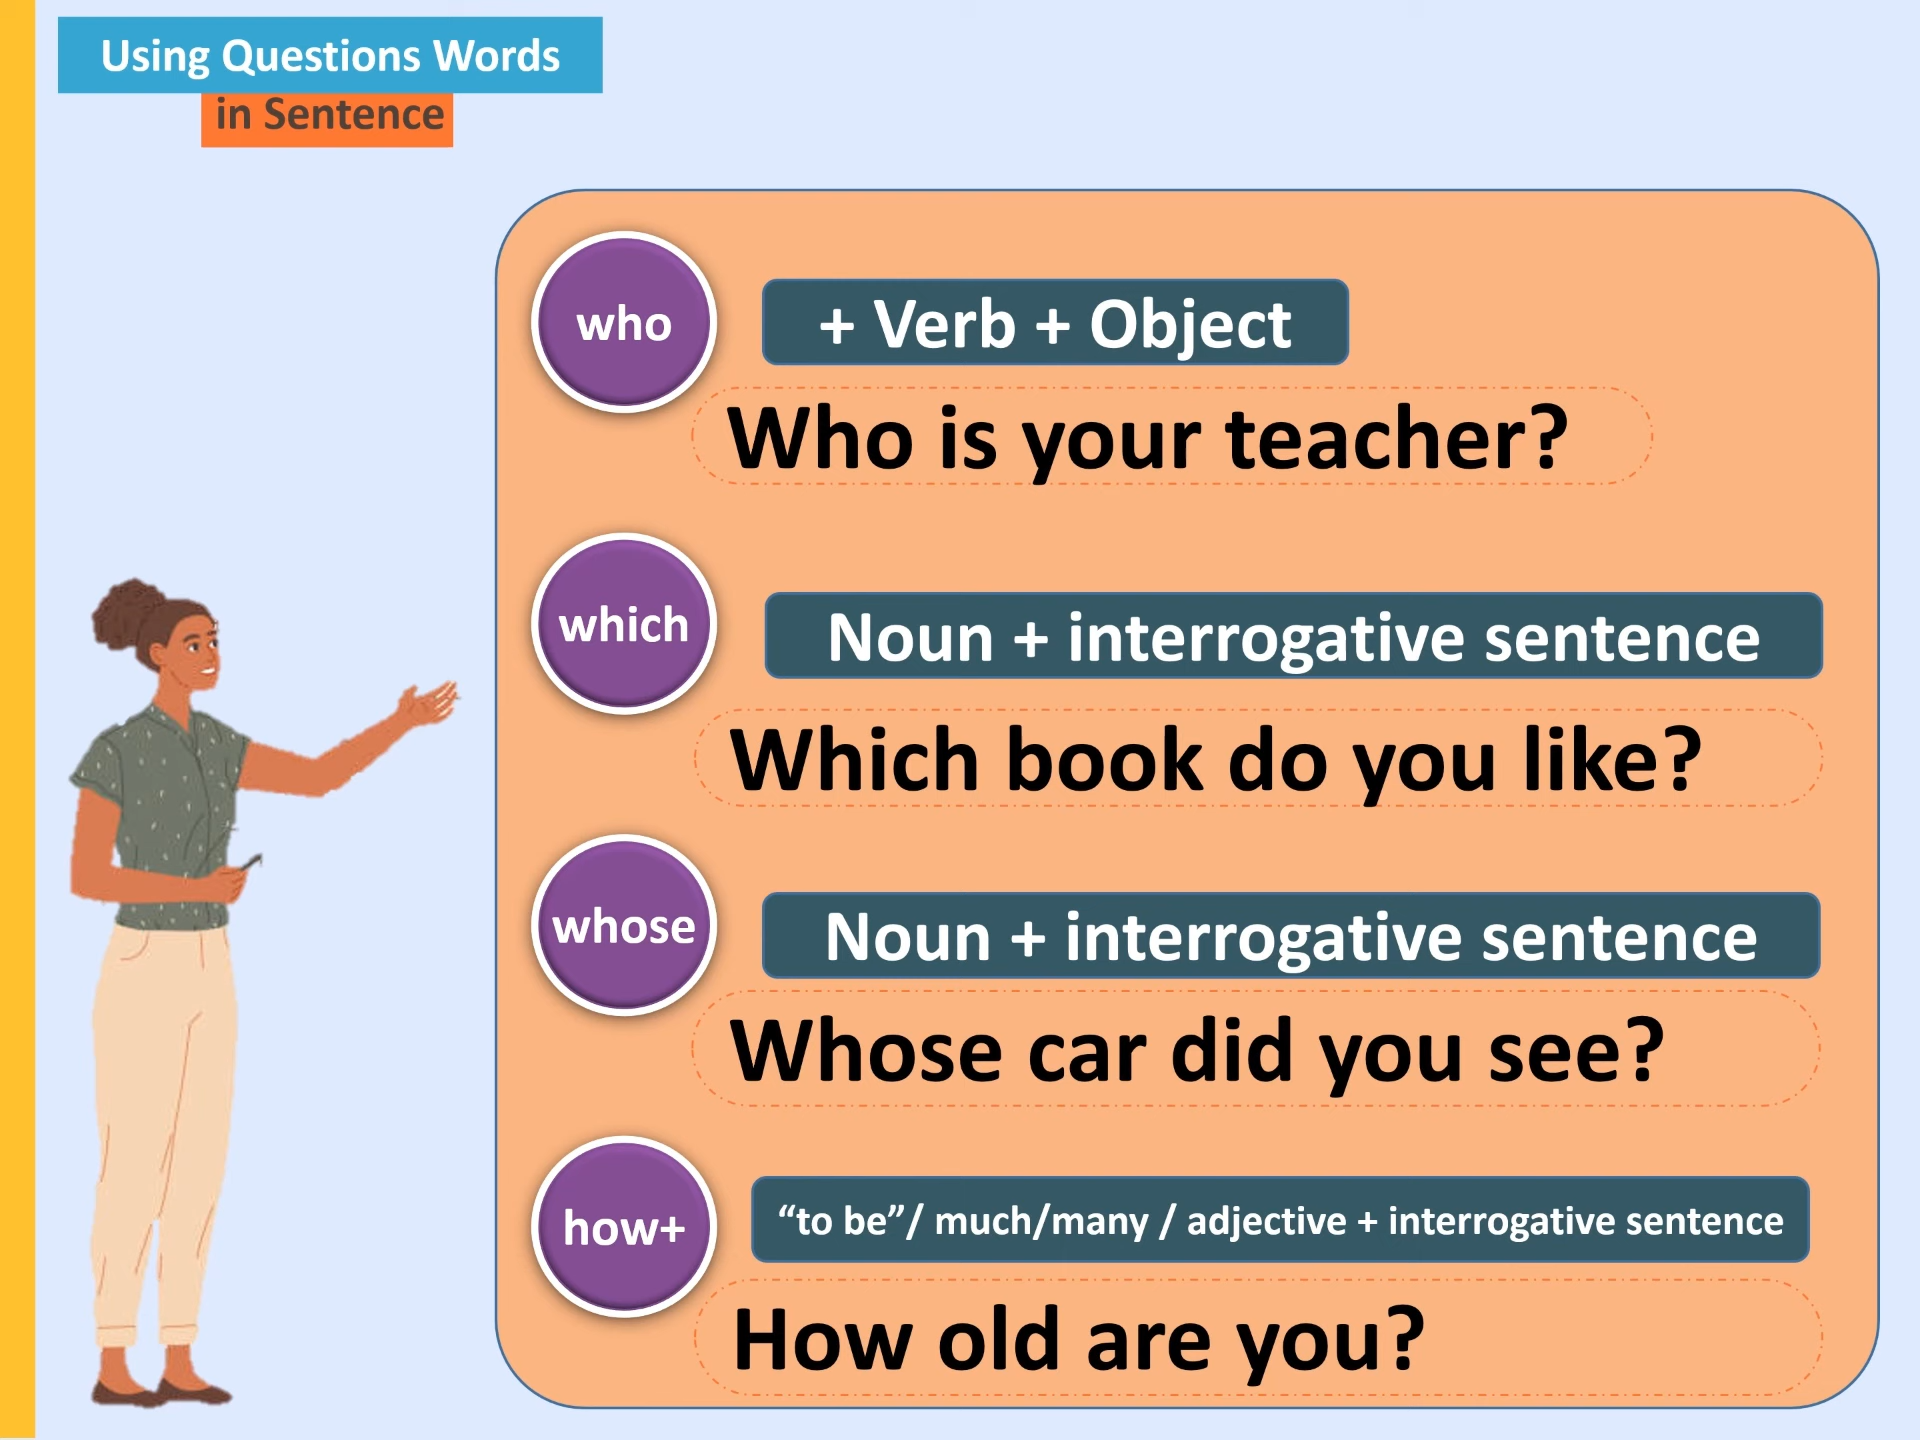 Using Questions Words
in Sentence
who
+ Verb + Object
Who is your teacher?
which
Noun + interrogative sentence
Which book do you like?
whose
Noun + interrogative sentence
Whose car did you see?
how+
“to be”/ much/many / adjective + interrogative sentence
How old are you?